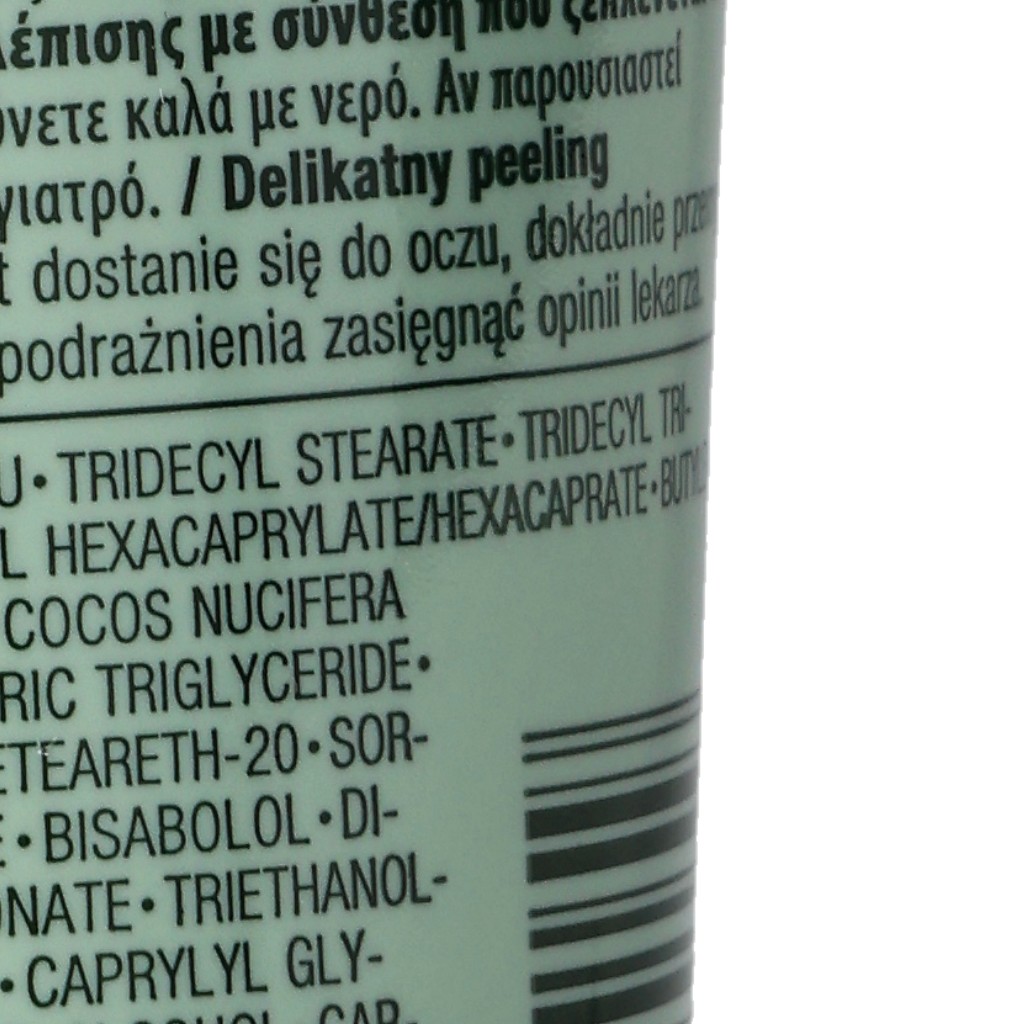 με σύνθεση που
καλά με νερό. Αν παρουσιαστεί
γιατρό. / Delikatny peeling
dostanie się do oczu, dokładnie
podrażnienia zasięgnąć opinii lekarza.
U • TRIDECYL STEARATE • TRIDECYL TRI-
L HEXACAPRYLATE/HEXACAPRATE •
COCOS NUCIFERA
RIC TRIGLYCERIDE •
ETEARETH-20 • SOR-
• BISABOLOL • DI-
ONATE • TRIETHANOL-
• CAPRYLYL GLY-